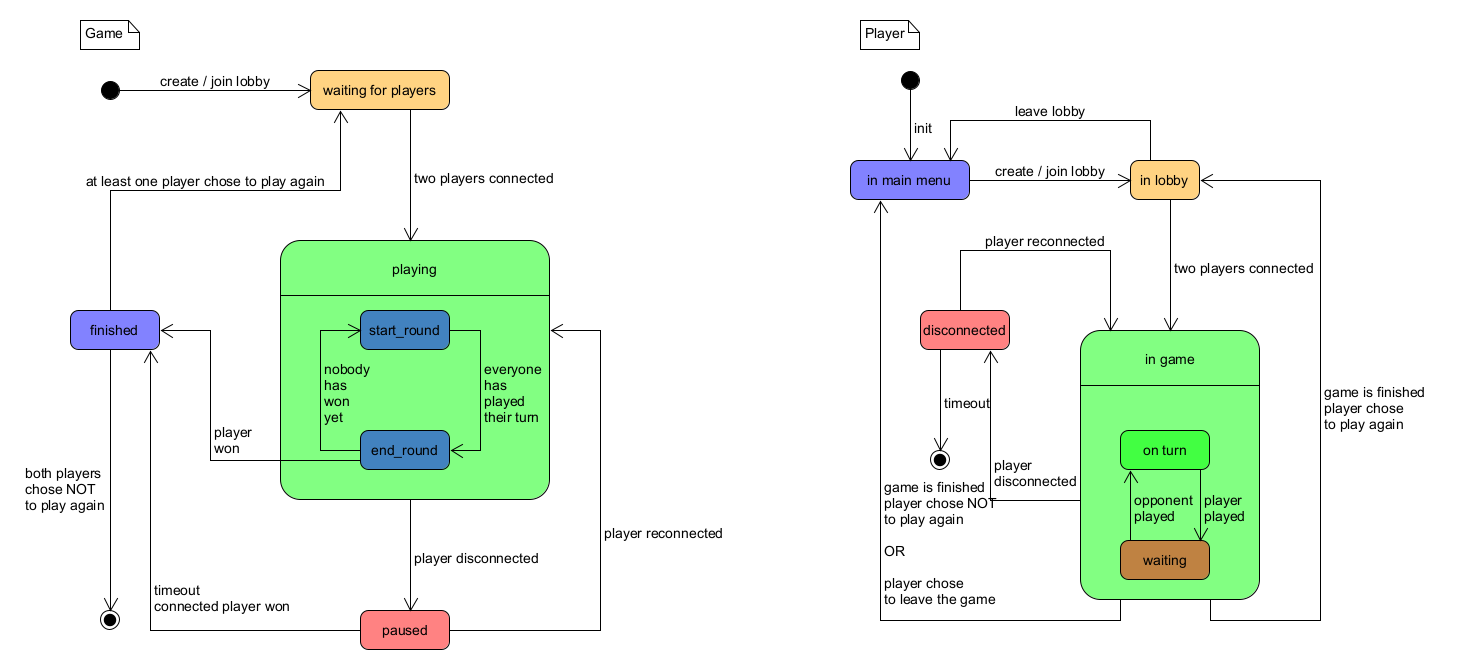 Game
create / join lobby
waiting for players
at least one player chose to play again
two players connected
playing
finished
start_round
nobody
has
won
yet
everyone
has
played
their turn
end_round
player
won
both players
chose NOT
to play again
player disconnected
player reconnected
timeout
connected player won
paused
Player
init
leave lobby
in main menu
create / join lobby
in lobby
player reconnected
two players connected
disconnected
in game
timeout
game is finished
player chose
to play again
on turn
player
disconnected
opponent
played
player
played
waiting
game is finished
player chose NOT
to play again
OR
player chose
to leave the game